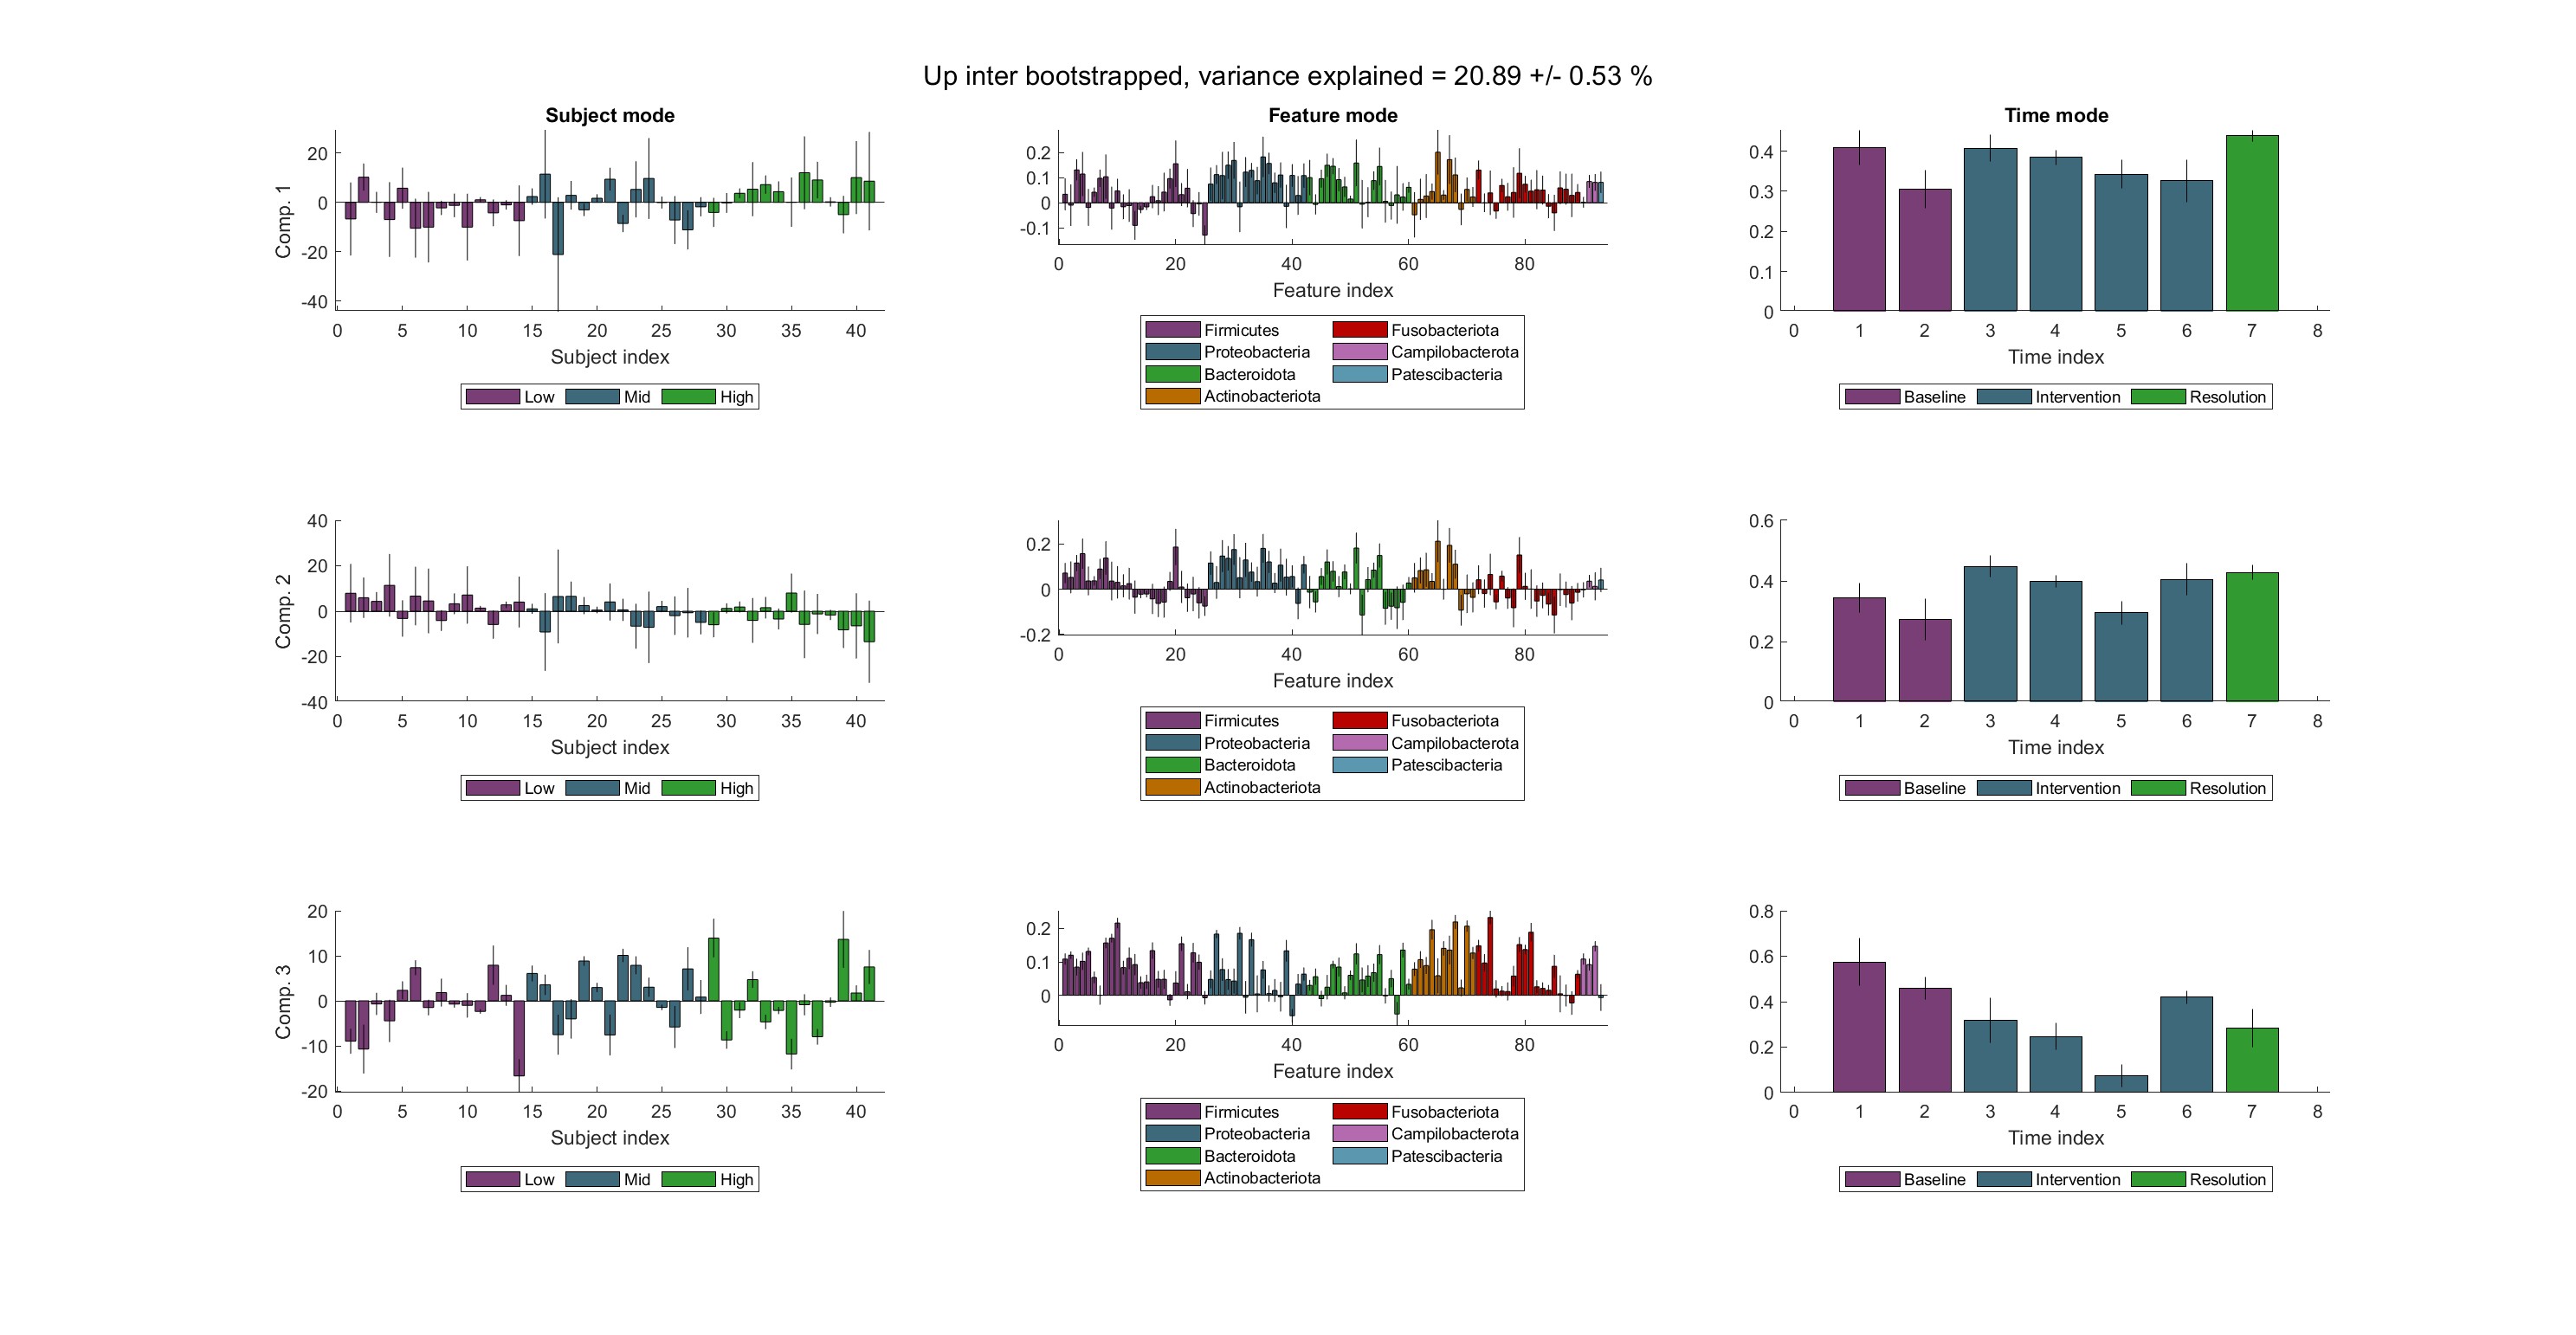 Up inter bootstrapped, variance explained = 20.89 +/- 0.53 %
Subject mode
Feature mode
Time mode
Comp. 1
20
0
-20
-40
0 5 10 15 20 25 30 35 40
Subject index
Low Mid High
0.2
0.1
0
-0.1
0 20 40 60 80
Feature index
Firmicutes Fusobacteriota
Proteobacteria Campilobacterota
Bacteroidota Patescibacteria
Actinobacteriota
0.4
0.3
0.2
0.1
0
0 1 2 3 4 5 6 7 8
Time index
Baseline Intervention Resolution
Comp. 2
40
20
0
-20
-40
0 5 10 15 20 25 30 35 40
Subject index
Low Mid High
0.2
0
-0.2
0 20 40 60 80
Feature index
Firmicutes Fusobacteriota
Proteobacteria Campilobacterota
Bacteroidota Patescibacteria
Actinobacteriota
0.6
0.4
0.2
0
0 1 2 3 4 5 6 7 8
Time index
Baseline Intervention Resolution
Comp. 3
20
10
0
-10
-20
0 5 10 15 20 25 30 35 40
Subject index
Low Mid High
0.2
0.1
0
0 20 40 60 80
Feature index
Firmicutes Fusobacteriota
Proteobacteria Campilobacterota
Bacteroidota Patescibacteria
Actinobacteriota
0.8
0.6
0.4
0.2
0
0 1 2 3 4 5 6 7 8
Time index
Baseline Intervention Resolution